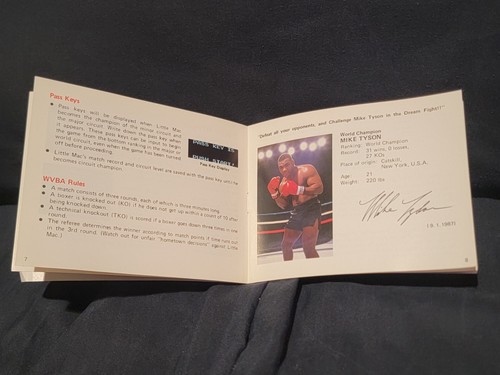 Pass Keys
• Pass keys will be displayed when Little Mac
becomes the champion of the minor circuit and
the major circuit. Write down the pass key when
it appears. These pass keys can be input to begin
the game from the bottom ranking in the major or
world circuit, even when the game has been turned
off before proceeding.
• Little Mac's match record and circuit level are saved with the pass key until he
becomes circuit champion.
PASS KEY IS
PUSH START!
Pass Key Display
WVBA Rules
• A match consists of three rounds, each of which is three minutes long.
• A boxer is knocked out (KO) if he does not get up within a count of 10 after
being knocked down.
• A technical knockout (TKO) is scored if a boxer goes down three times in one
round.
• The referee determines the winner according to match points if time runs out
in the 3rd round. (Watch out for unfair "hometown decisions" against Little
Mac.)
7
"Defeat all your opponents, and Challenge Mike Tyson in the Dream Fight!!"
World Champion
MIKE TYSON
Ranking: World Champion
Record: 31 wins, 0 losses
27 KOs
Place of origin: Catskill,
New York, U.S.A.
Age: 21
Weight: 220 lbs.
Mike Tyson
(9. 1, 1987)
8